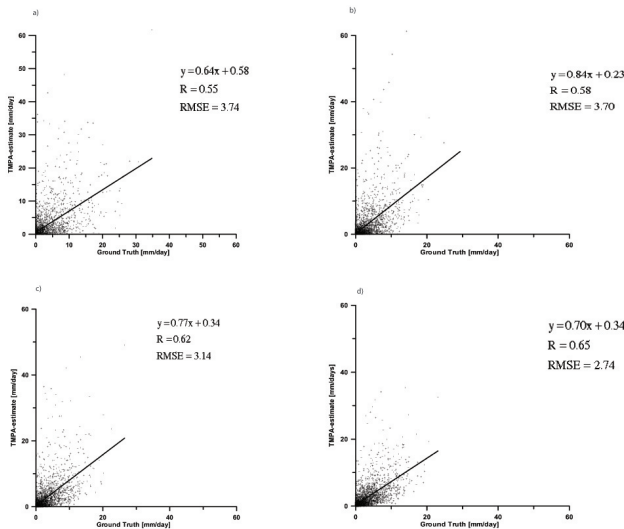 a)
60
50
40
30
20
10
0
TMPA-estimate [mm/day]
y=0.64x + 0.58
R = 0.55
RMSE = 3.74
0 10 20 30 40 50 60
Ground Truth [mm/day]
b)
60
40
20
0
TMPA-estimate [mm/day]
y=0.84x + 0.23
R = 0.58
RMSE = 3.70
0 20 40 60
Ground Truth [mm/day]
c)
60
40
20
0
TMPA-estimate [mm/day]
y=0.77x + 0.34
R = 0.62
RMSE = 3.14
0 20 40 60
Ground Truth [mm/day]
d)
60
40
20
0
TMPA-estimate [mm/days]
y=0.70x + 0.34
R = 0.65
RMSE = 2.74
0 20 40 60
Ground Truth [mm/day]